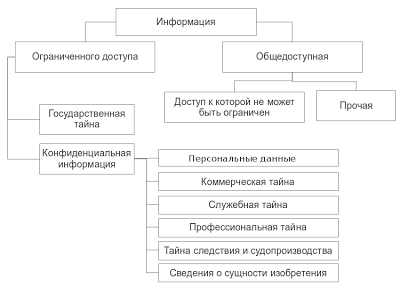 Информация
Ограниченного доступа
Общедоступная
Доступ к которой не может
быть ограничен
Прочая
Государственная
тайна
Конфиденциальная
информация
Персональные данные
Коммерческая тайна
Служебная тайна
Профессиональная тайна
Тайна следствия и судопроизводства
Сведения о сущности изобретения